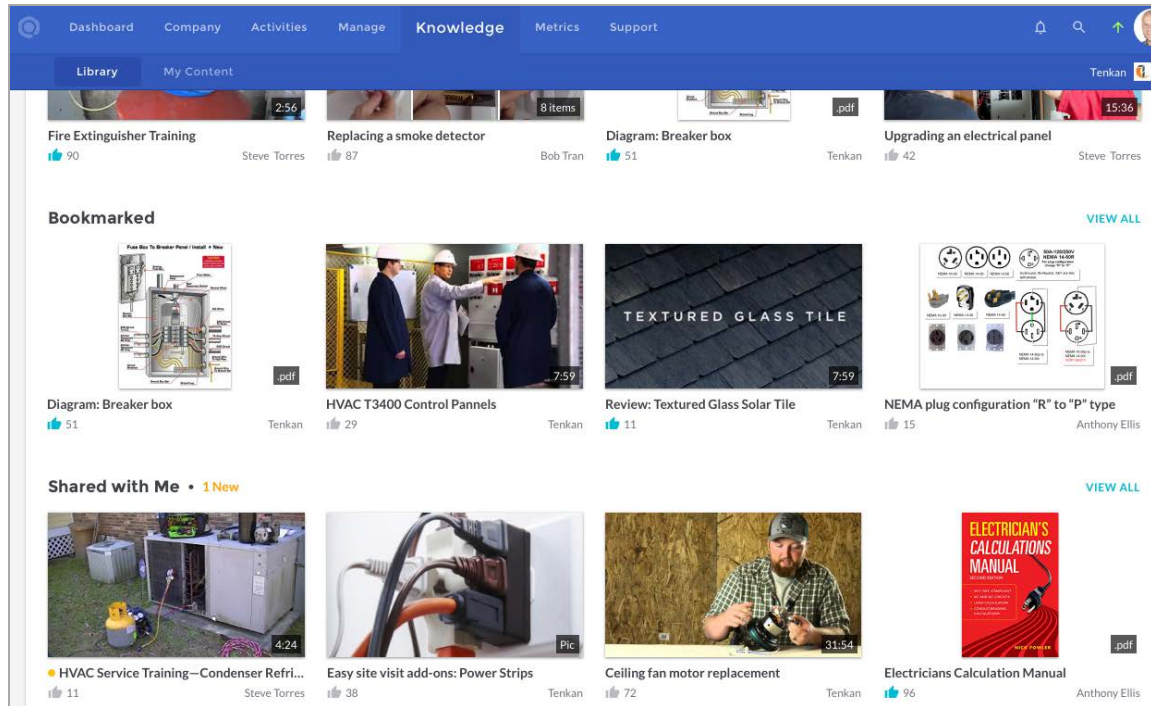 Dashboard Company Activities Manage Knowledge Metrics Support
Library My Content Tenkan
2:56 8 items .pdf 15:36
Fire Extinguisher Training Replacing a smoke detector Diagram: Breaker box Upgrading an electrical panel
90 Steve Torres 87 Bob Tran 51 Tenkan 42 Steve Torres
Bookmarked VIEW ALL
Fuse Box To Breaker Panel / Install + New
TEXTURED GLASS TILE
.pdf 7:59 7:59 .pdf
Diagram: Breaker box HVAC T3400 Control Pannels Review: Textured Glass Solar Tile NEMA plug configuration “R” to “P” type
51 Tenkan 29 Tenkan 11 Tenkan 15 Anthony Ellis
Shared with Me • 1 New VIEW ALL
ELECTRICIAN'S
CALCULATIONS
MANUAL
SECOND EDITION
NICK FOWLER
4:24 Pic 31:54 .pdf
HVAC Service Training—Condenser Refri... Easy site visit add-ons: Power Strips Ceiling fan motor replacement Electricians Calculation Manual
11 Steve Torres 38 Tenkan 72 Tenkan 96 Anthony Ellis